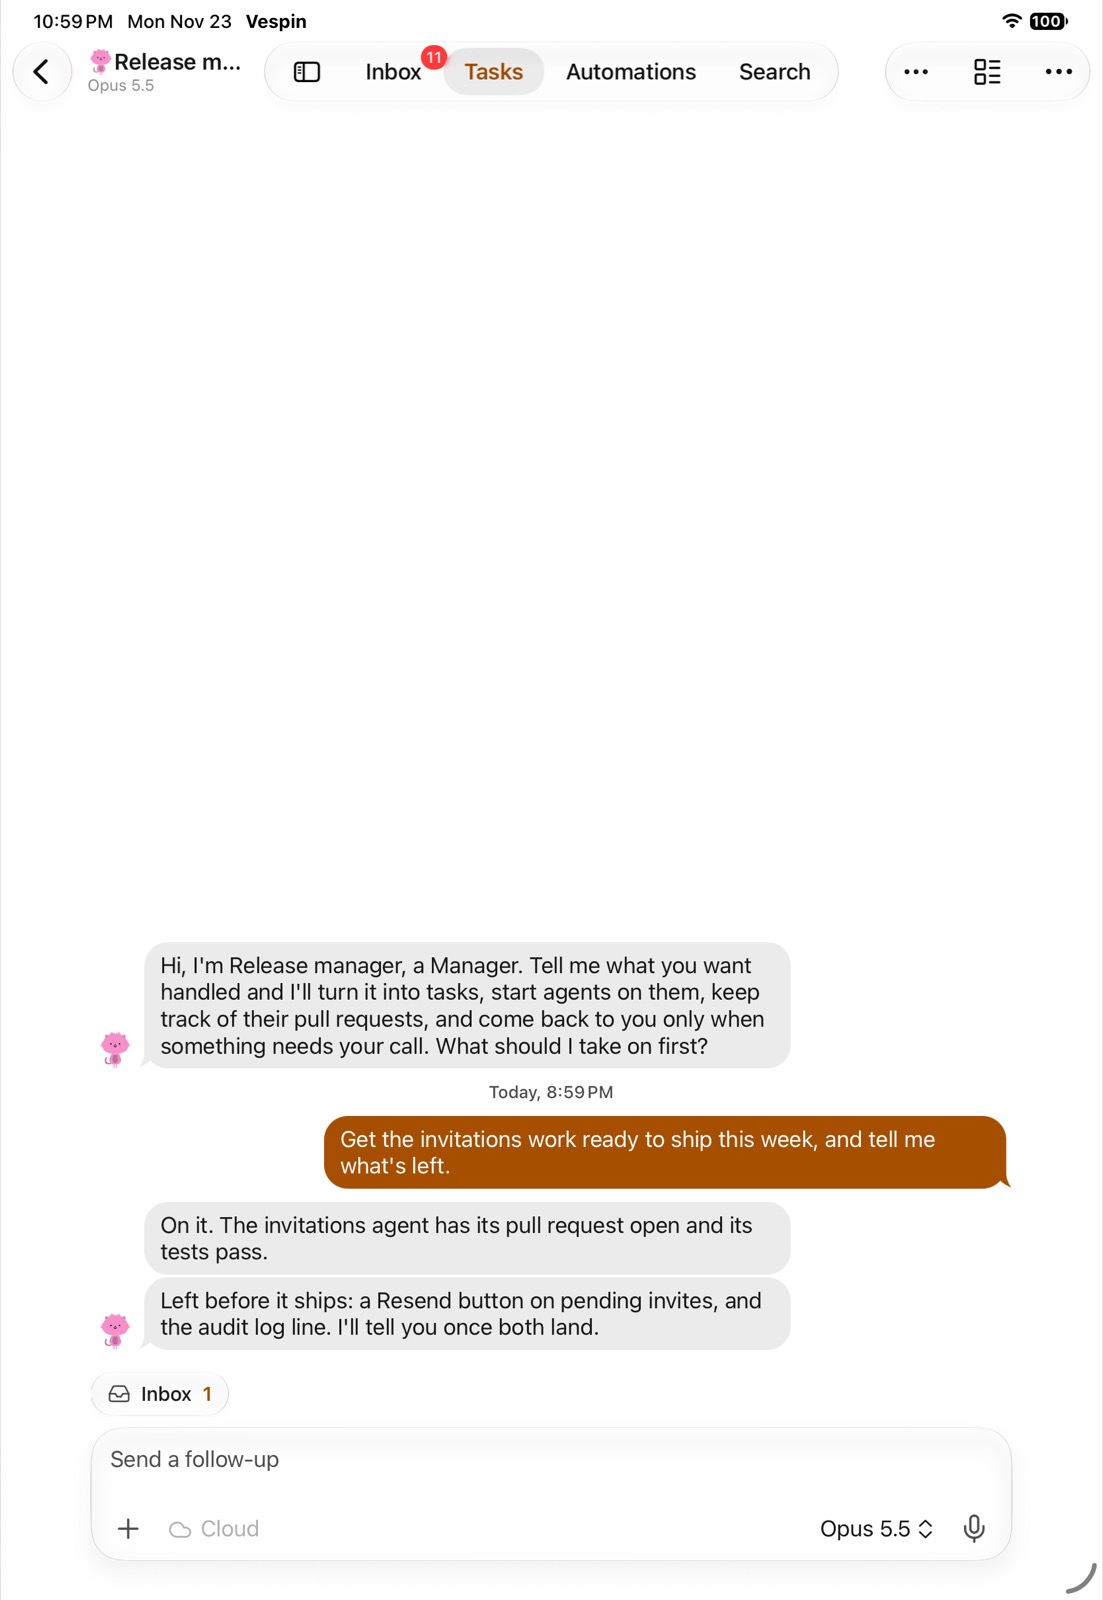 10:59 PM Mon Nov 23 Vespin
100
Release m...
Opus 5.5
Inbox
11
Tasks
Automations
Search
Hi, I'm Release manager, a Manager. Tell me what you want
handled and I'll turn it into tasks, start agents on them, keep
track of their pull requests, and come back to you only when
something needs your call. What should I take on first?
Today, 8:59 PM
Get the invitations work ready to ship this week, and tell me
what's left.
On it. The invitations agent has its pull request open and its
tests pass.
Left before it ships: a Resend button on pending invites, and
the audit log line. I'll tell you once both land.
Inbox 1
Send a follow-up
Cloud
Opus 5.5